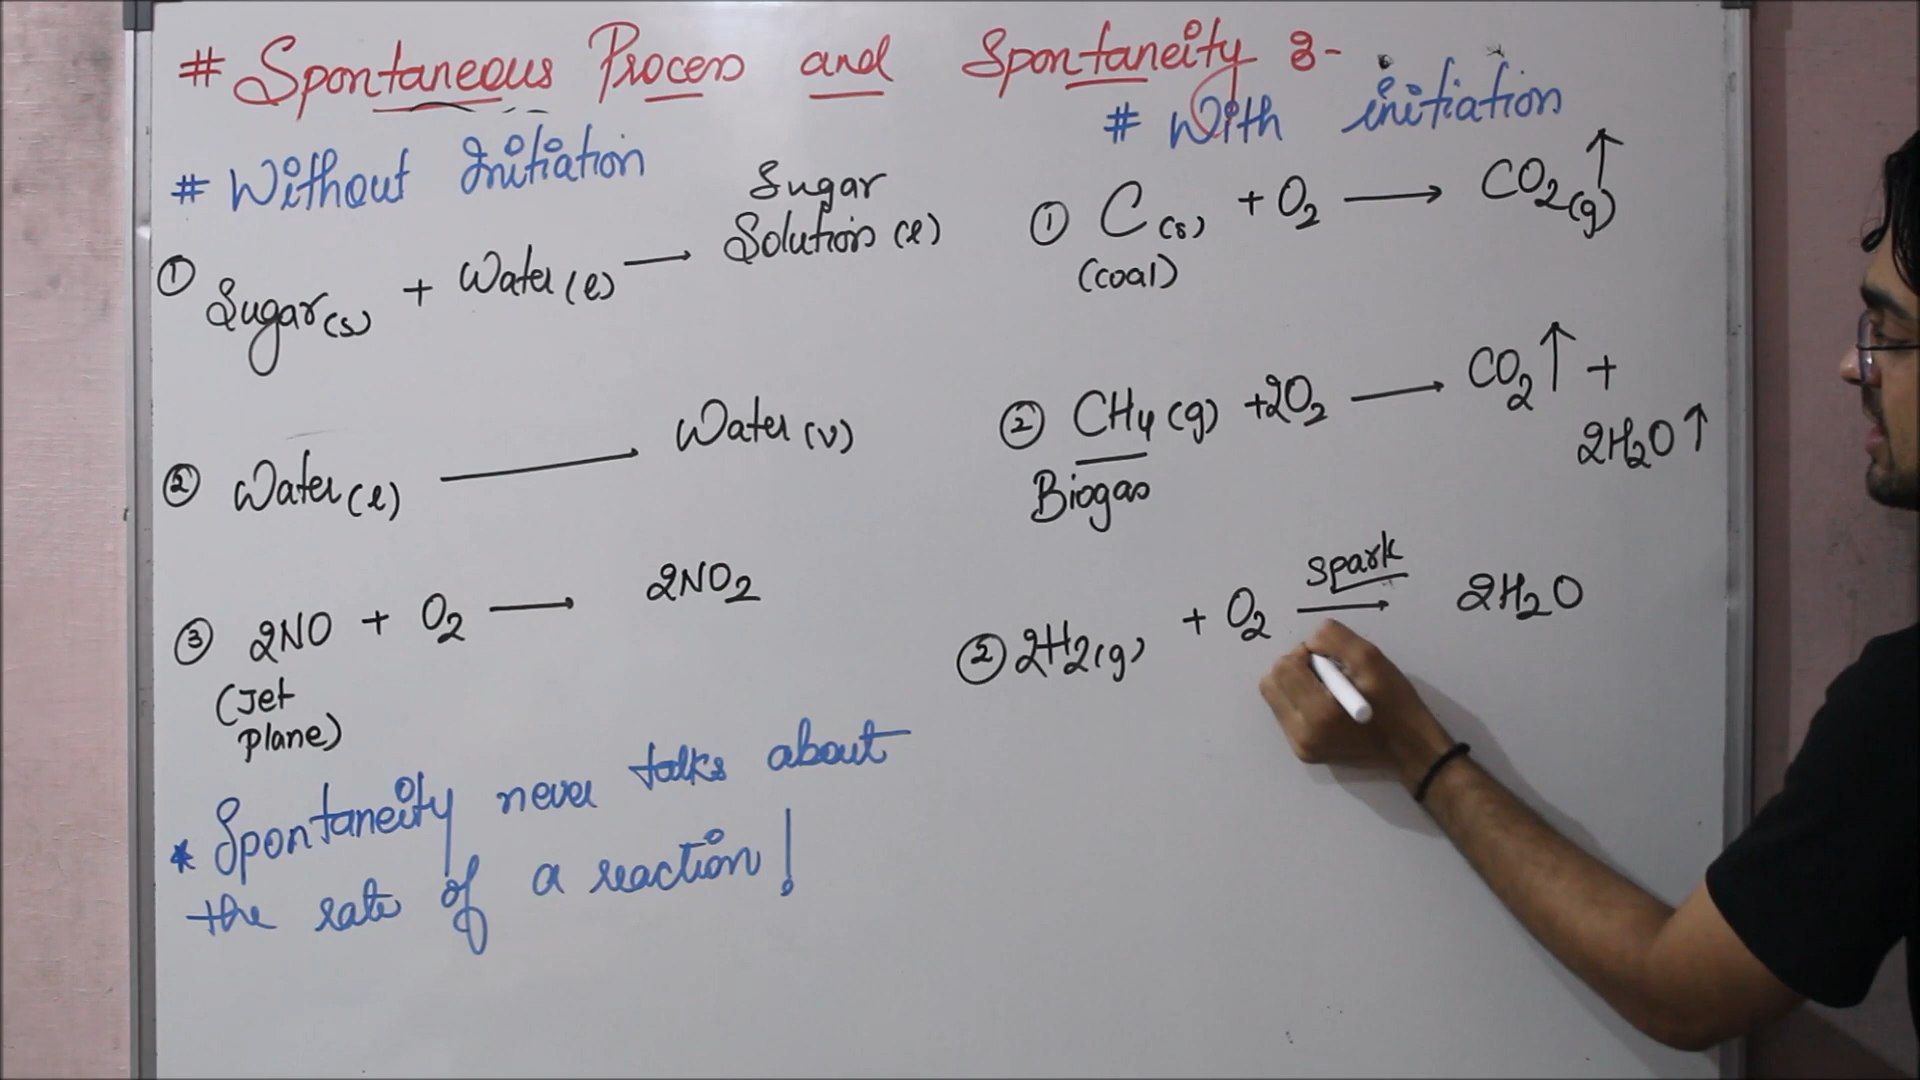 # Spontaneous Process and Spontaneity :-
# Without Initiation
① Sugar(s) + Water(l) → Sugar Solution (l)
② Water(l) → Water(v)
③ 2NO + O2 → 2NO2
(Jet
plane)
* Spontaneity never talks about
the rate of a reaction!
# With initiation
① C(s) + O2 → CO2(g)↑
(coal)
② CH4(g) + 2O2 → CO2↑ +
2H2O↑
Biogas
spark
② 2H2(g) + O2 → 2H2O